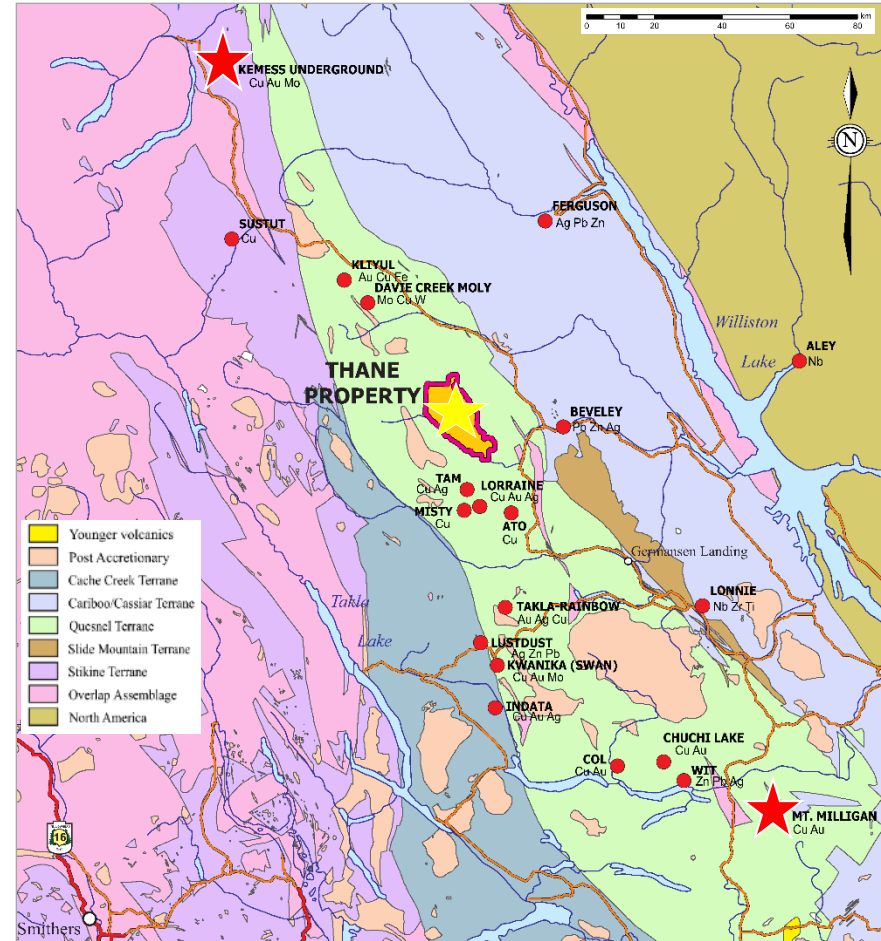 km
0 10 20 40 60 80
KEMESS UNDERGROUND
Cu Au Mo
N
FERGUSON
Ag Pb Zn
SUSTUT
Cu
KLIYUL
Au Cu Fe
DAVIE CREEK MOLY
Mo Cu W
Williston
Lake
ALEY
Nb
THANE
PROPERTY
BEVELEY
Pb Zn Ag
TAM
Cu Ag
LORRAINE
Cu Au Ag
MISTY
Cu
ATO
Cu
Younger volcanics
Post Accretionary
Cache Creek Terrane
Cariboo/Cassiar Terrane
Quesnel Terrane
Slide Mountain Terrane
Stikine Terrane
Overlap Assemblage
North America
Germansen Landing
Takla
Lake
LONNIE
Nb Zr Ti
TAKLA-RAINBOW
Au Ag Cu
LUSTDUST
Ag Zn Pb
KWANIKA (SWAN)
Cu Au Mo
INDATA
Cu Au Ag
CHUCHI LAKE
Cu Au
COL
Cu Au
WIT
Zn Pb Ag
MT. MILLIGAN
Cu Au
16
Smithers